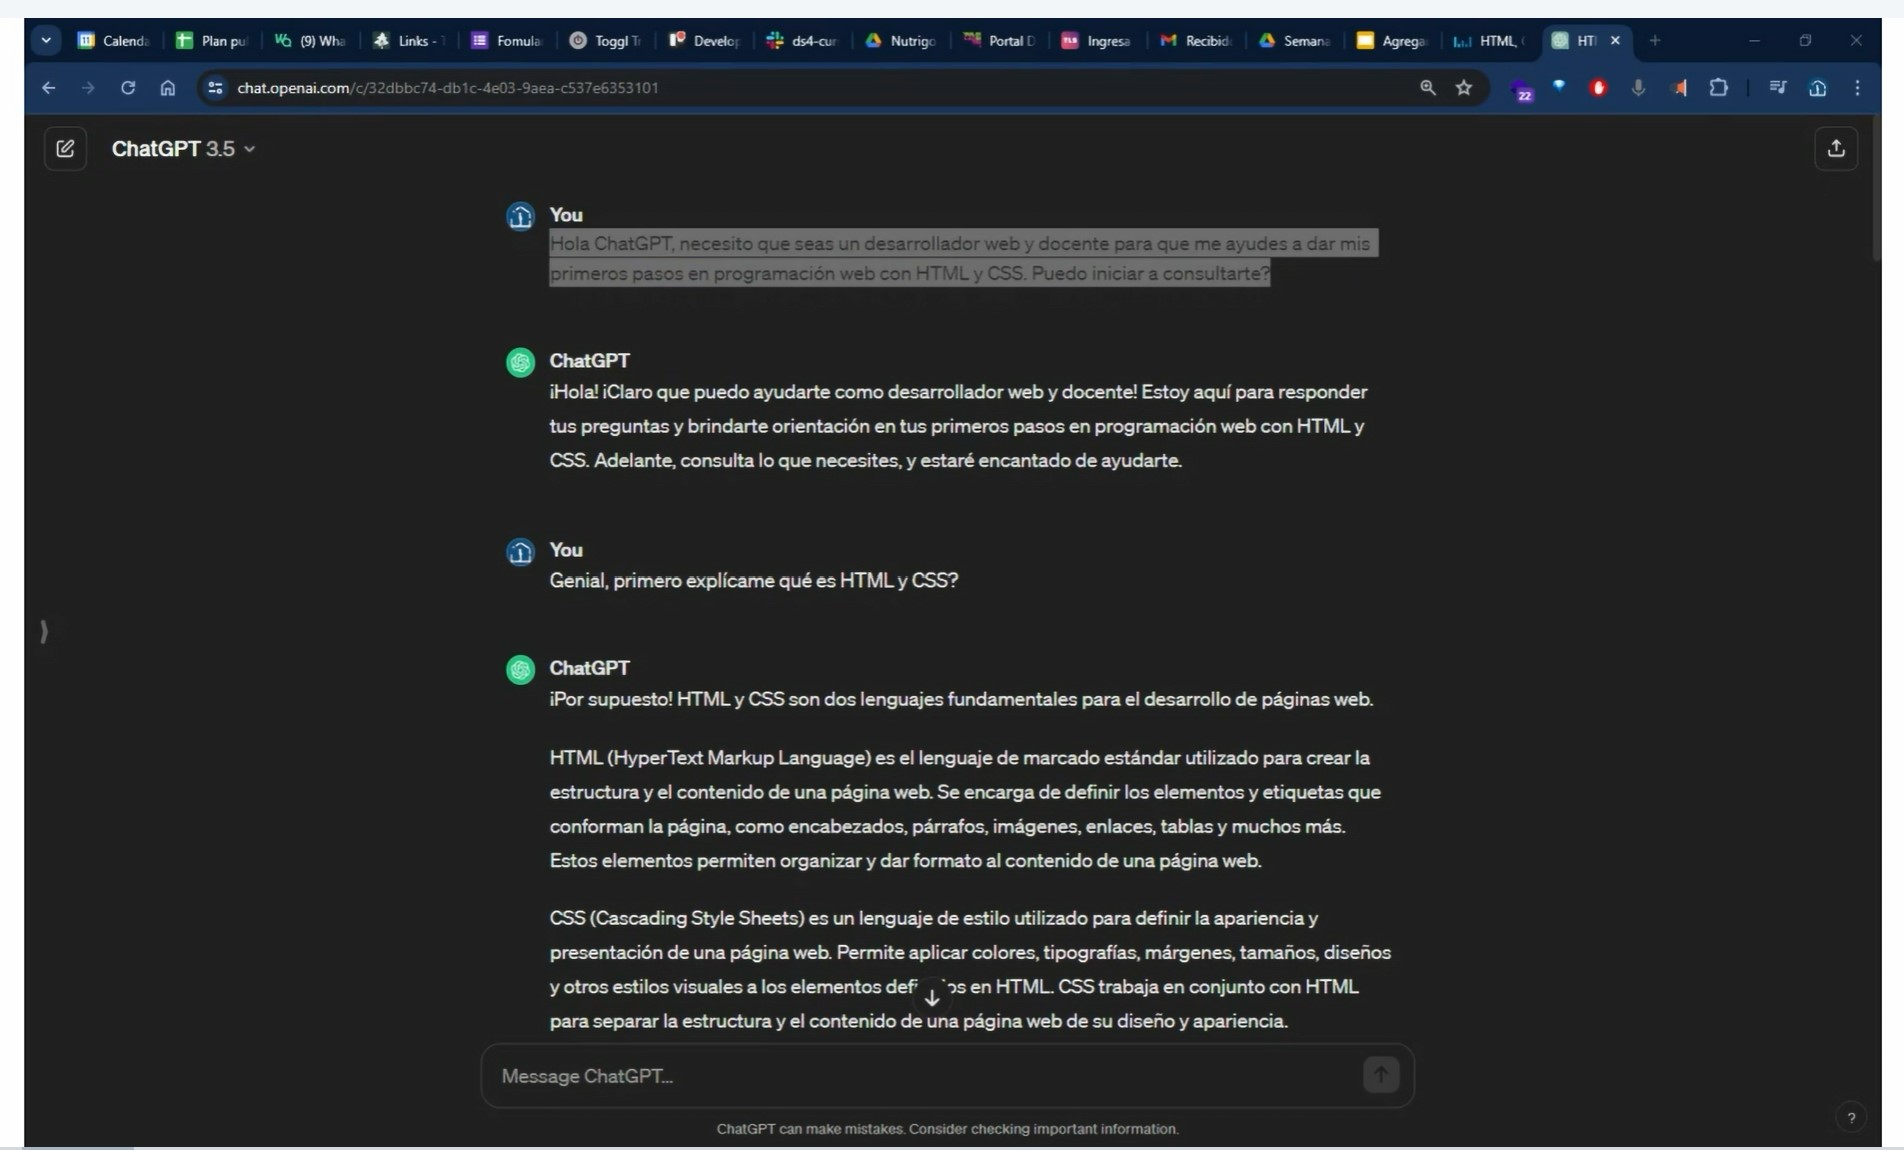 Calenda
Plan pu
(9) Wha
Links - T
Fomula
Toggl Tr
Develop
ds4-cur
Nutrigo
Portal D
Ingresa
Recibid
Semana
Agrega
HTML, (
HTI
chat.openai.com/c/32dbbc74-db1c-4e03-9aea-c537e6353101
22
ChatGPT 3.5
You
Hola ChatGPT, necesito que seas un desarrollador web y docente para que me ayudes a dar mis
primeros pasos en programación web con HTML y CSS. Puedo iniciar a consultarte?
ChatGPT
¡Hola! ¡Claro que puedo ayudarte como desarrollador web y docente! Estoy aquí para responder
tus preguntas y brindarte orientación en tus primeros pasos en programación web con HTML y
CSS. Adelante, consulta lo que necesites, y estaré encantado de ayudarte.
You
Genial, primero explícame qué es HTML y CSS?
ChatGPT
¡Por supuesto! HTML y CSS son dos lenguajes fundamentales para el desarrollo de páginas web.
HTML (HyperText Markup Language) es el lenguaje de marcado estándar utilizado para crear la
estructura y el contenido de una página web. Se encarga de definir los elementos y etiquetas que
conforman la página, como encabezados, párrafos, imágenes, enlaces, tablas y muchos más.
Estos elementos permiten organizar y dar formato al contenido de una página web.
CSS (Cascading Style Sheets) es un lenguaje de estilo utilizado para definir la apariencia y
presentación de una página web. Permite aplicar colores, tipografías, márgenes, tamaños, diseños
y otros estilos visuales a los elementos def os en HTML. CSS trabaja en conjunto con HTML
para separar la estructura y el contenido de una página web de su diseño y apariencia.
Message ChatGPT...
ChatGPT can make mistakes. Consider checking important information.
?